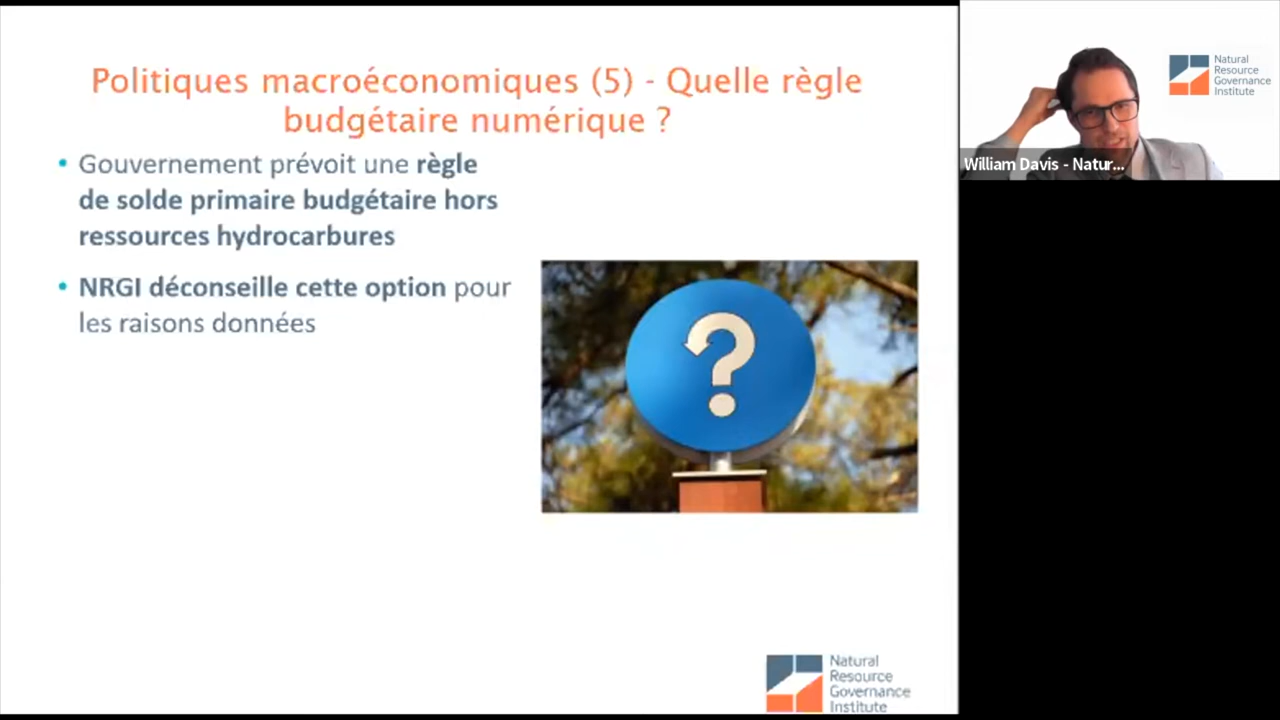 Politiques macroéconomiques (5) - Quelle règle
budgétaire numérique ?
• Gouvernement prévoit une règle
de solde primaire budgétaire hors
ressources hydrocarbures
• NRGI déconseille cette option pour
les raisons données
Natural
Resource
Governance
Institute
Natural
Resource
Governance
Institute
William Davis - Natur...